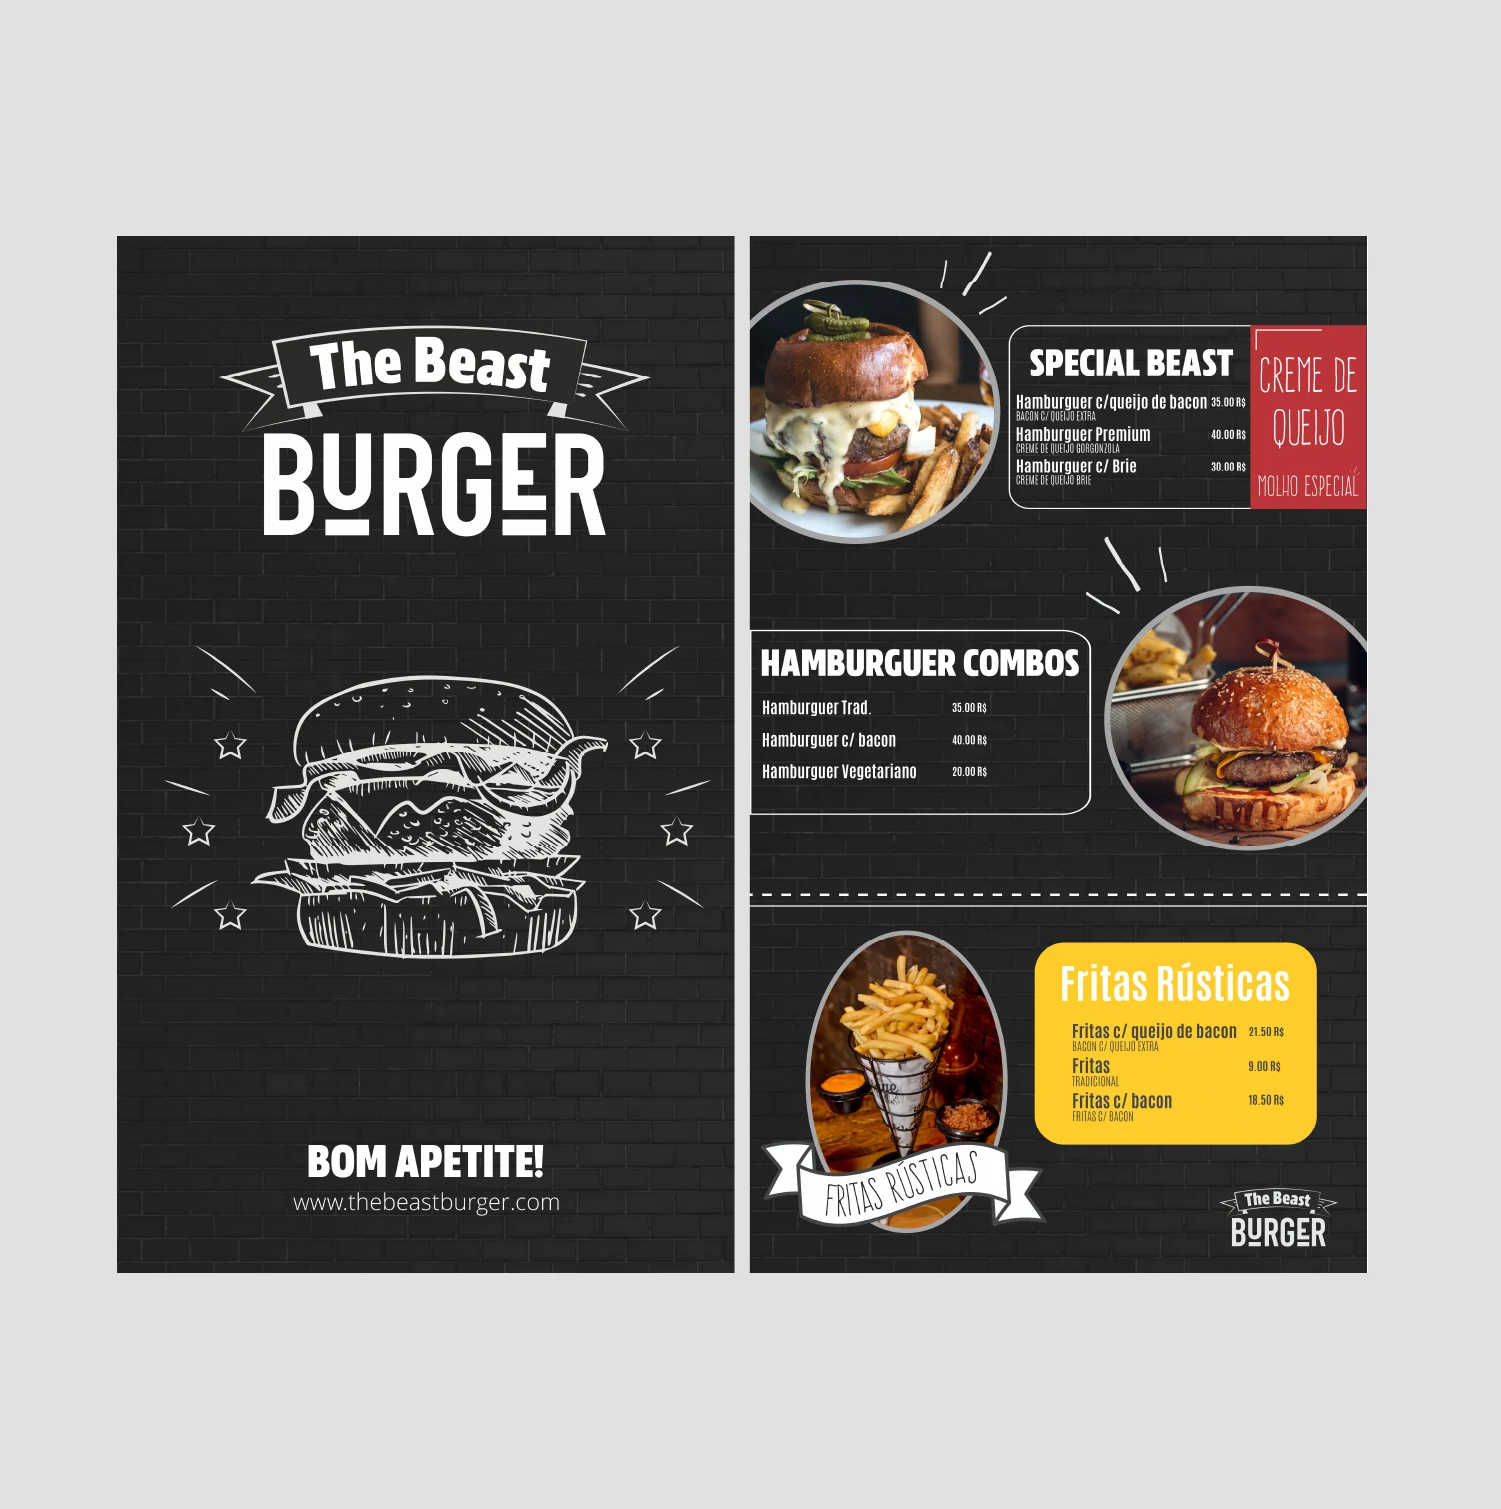 The Beast
BURGER
BOM APETITE!
www.thebeastburger.com
SPECIAL BEAST
Hamburguer c/queijo de bacon 35.00 R$
BACON C/ QUEIJO EXTRA
Hamburguer Premium 40.00 R$
CREME DE QUEIJO GORGONZOLA
Hamburguer c/ Brie 30.00 R$
CREME DE QUEIJO BRIE
CREME DE
QUEIJO
MOLHO ESPECIAL
HAMBURGUER COMBOS
Hamburguer Trad. 35.00 R$
Hamburguer c/ bacon 40.00 R$
Hamburguer Vegetariano 20.00 R$
Fritas Rústicas
Fritas c/ queijo de bacon 21.50 R$
BACON C/ QUEIJO EXTRA
Fritas 9.00 R$
TRADICIONAL
Fritas c/ bacon 18.50 R$
FRITAS C/ BACON
FRITAS RÚSTICAS
The Beast
BURGER